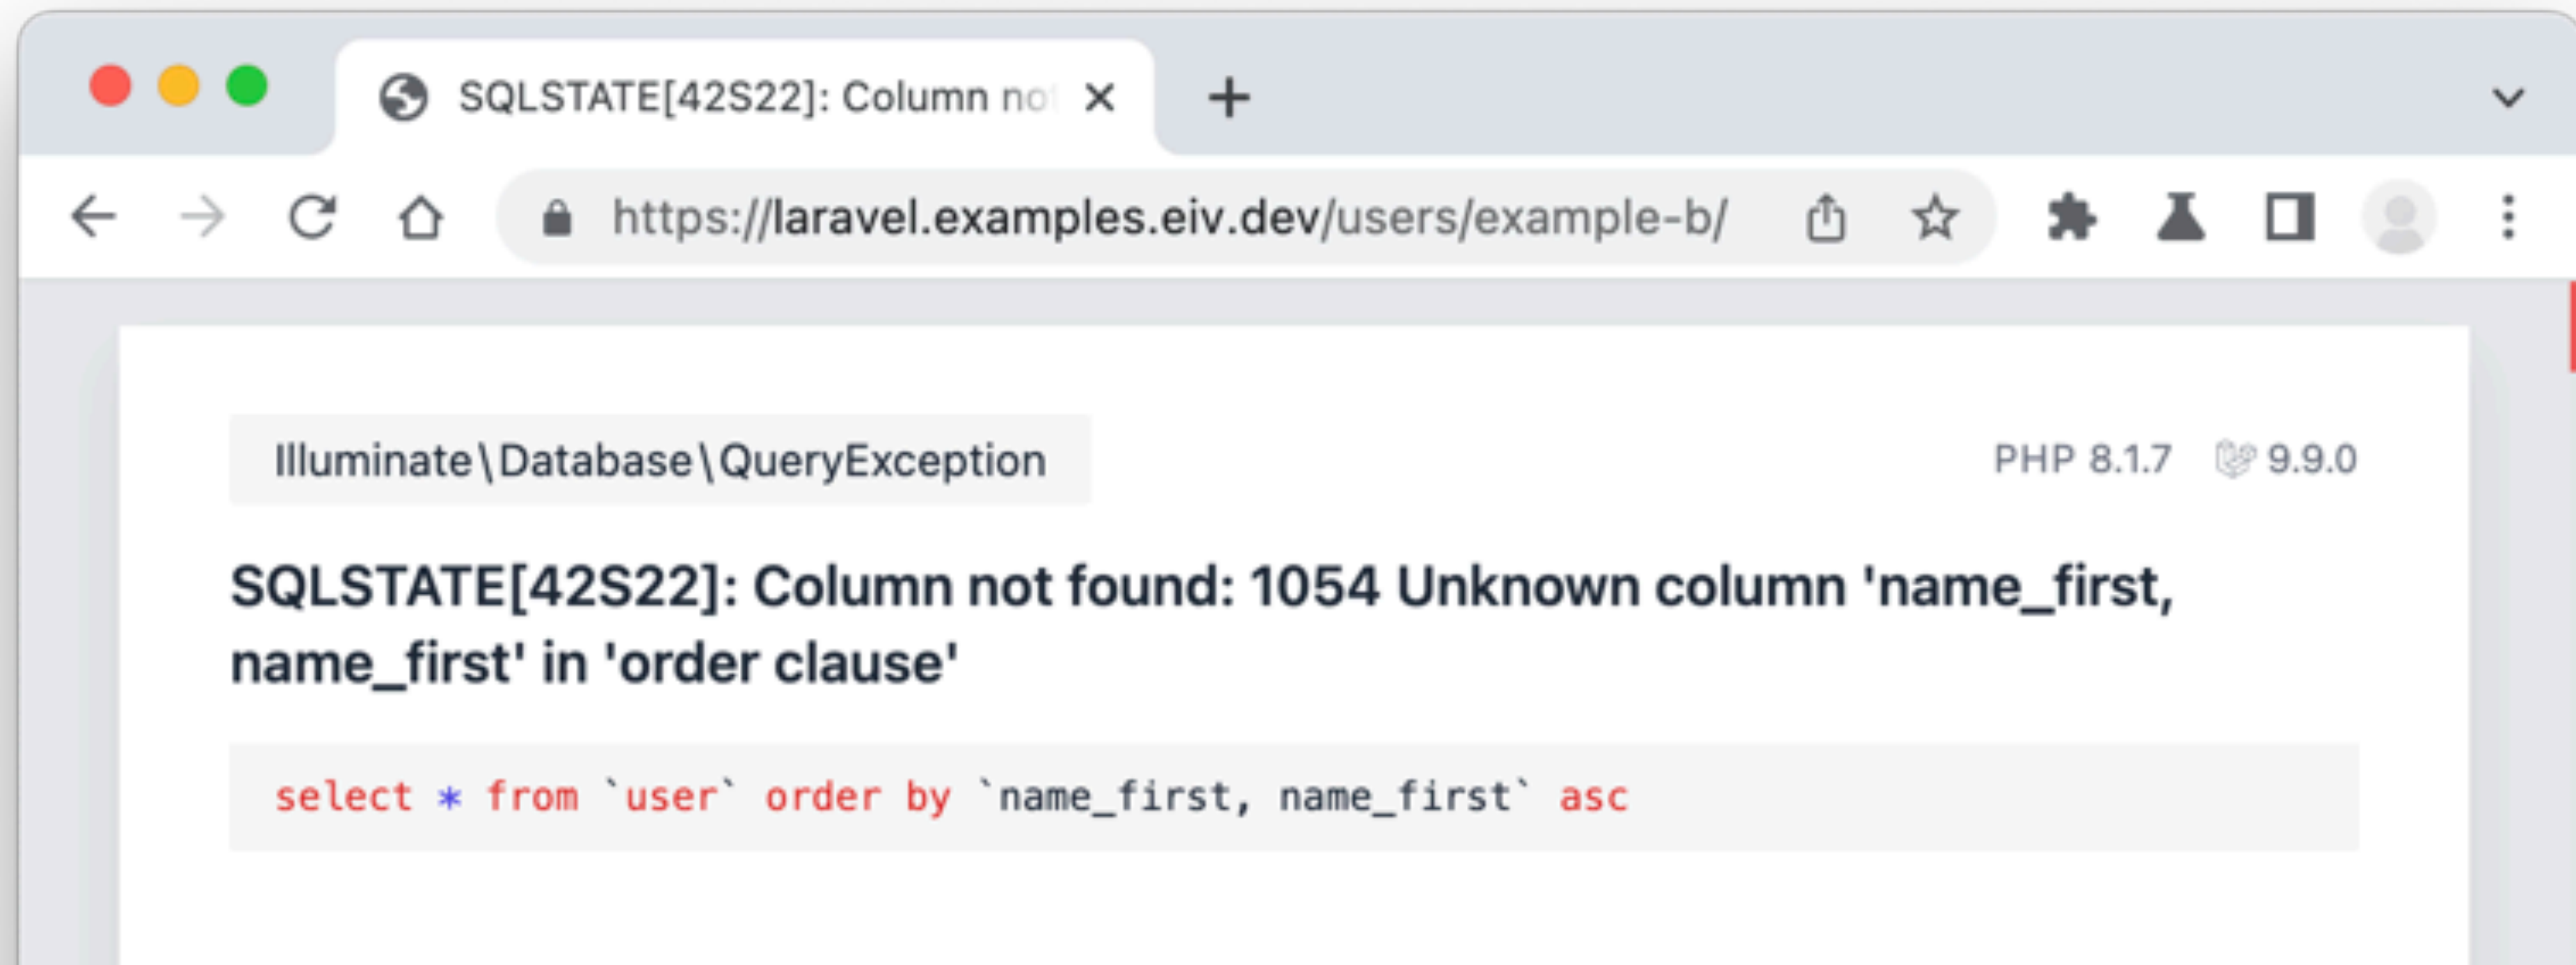 SQLSTATE[42S22]: Column not
https://laravel.examples.eiv.dev/users/example-b/
Illuminate\Database\QueryException
PHP 8.1.7 9.9.0
SQLSTATE[42S22]: Column not found: 1054 Unknown column 'name_first,
name_first' in 'order clause'
select * from `user` order by `name_first, name_first` asc